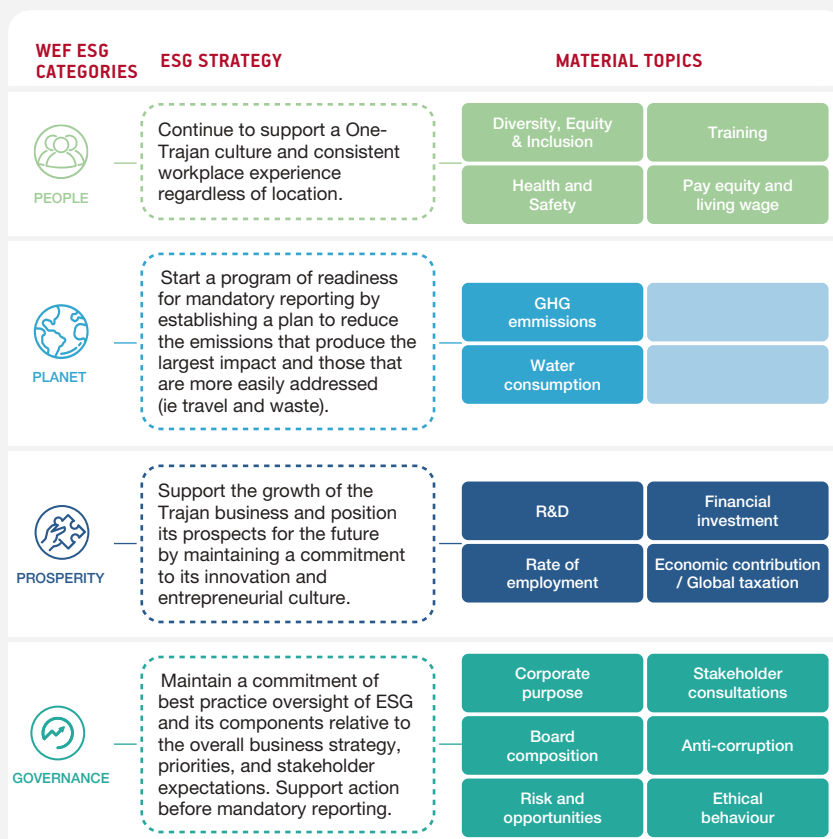 WEF ESG
CATEGORIES
ESG STRATEGY
MATERIAL TOPICS
PEOPLE
Continue to support a One-
Trajan culture and consistent
workplace experience
regardless of location.
Diversity, Equity
& Inclusion
Training
Health and
Safety
Pay equity and
living wage
PLANET
Start a program of readiness
for mandatory reporting by
establishing a plan to reduce
the emissions that produce the
largest impact and those that
are more easily addressed
(ie travel and waste).
GHG
emmissions
Water
consumption
PROSPERITY
Support the growth of the
Trajan business and position
its prospects for the future
by maintaining a commitment
to its innovation and
entrepreneurial culture.
R&D
Financial
investment
Rate of
employment
Economic contribution
/ Global taxation
GOVERNANCE
Maintain a commitment of
best practice oversight of ESG
and its components relative to
the overall business strategy,
priorities, and stakeholder
expectations. Support action
before mandatory reporting.
Corporate
purpose
Stakeholder
consultations
Board
composition
Anti-corruption
Risk and
opportunities
Ethical
behaviour